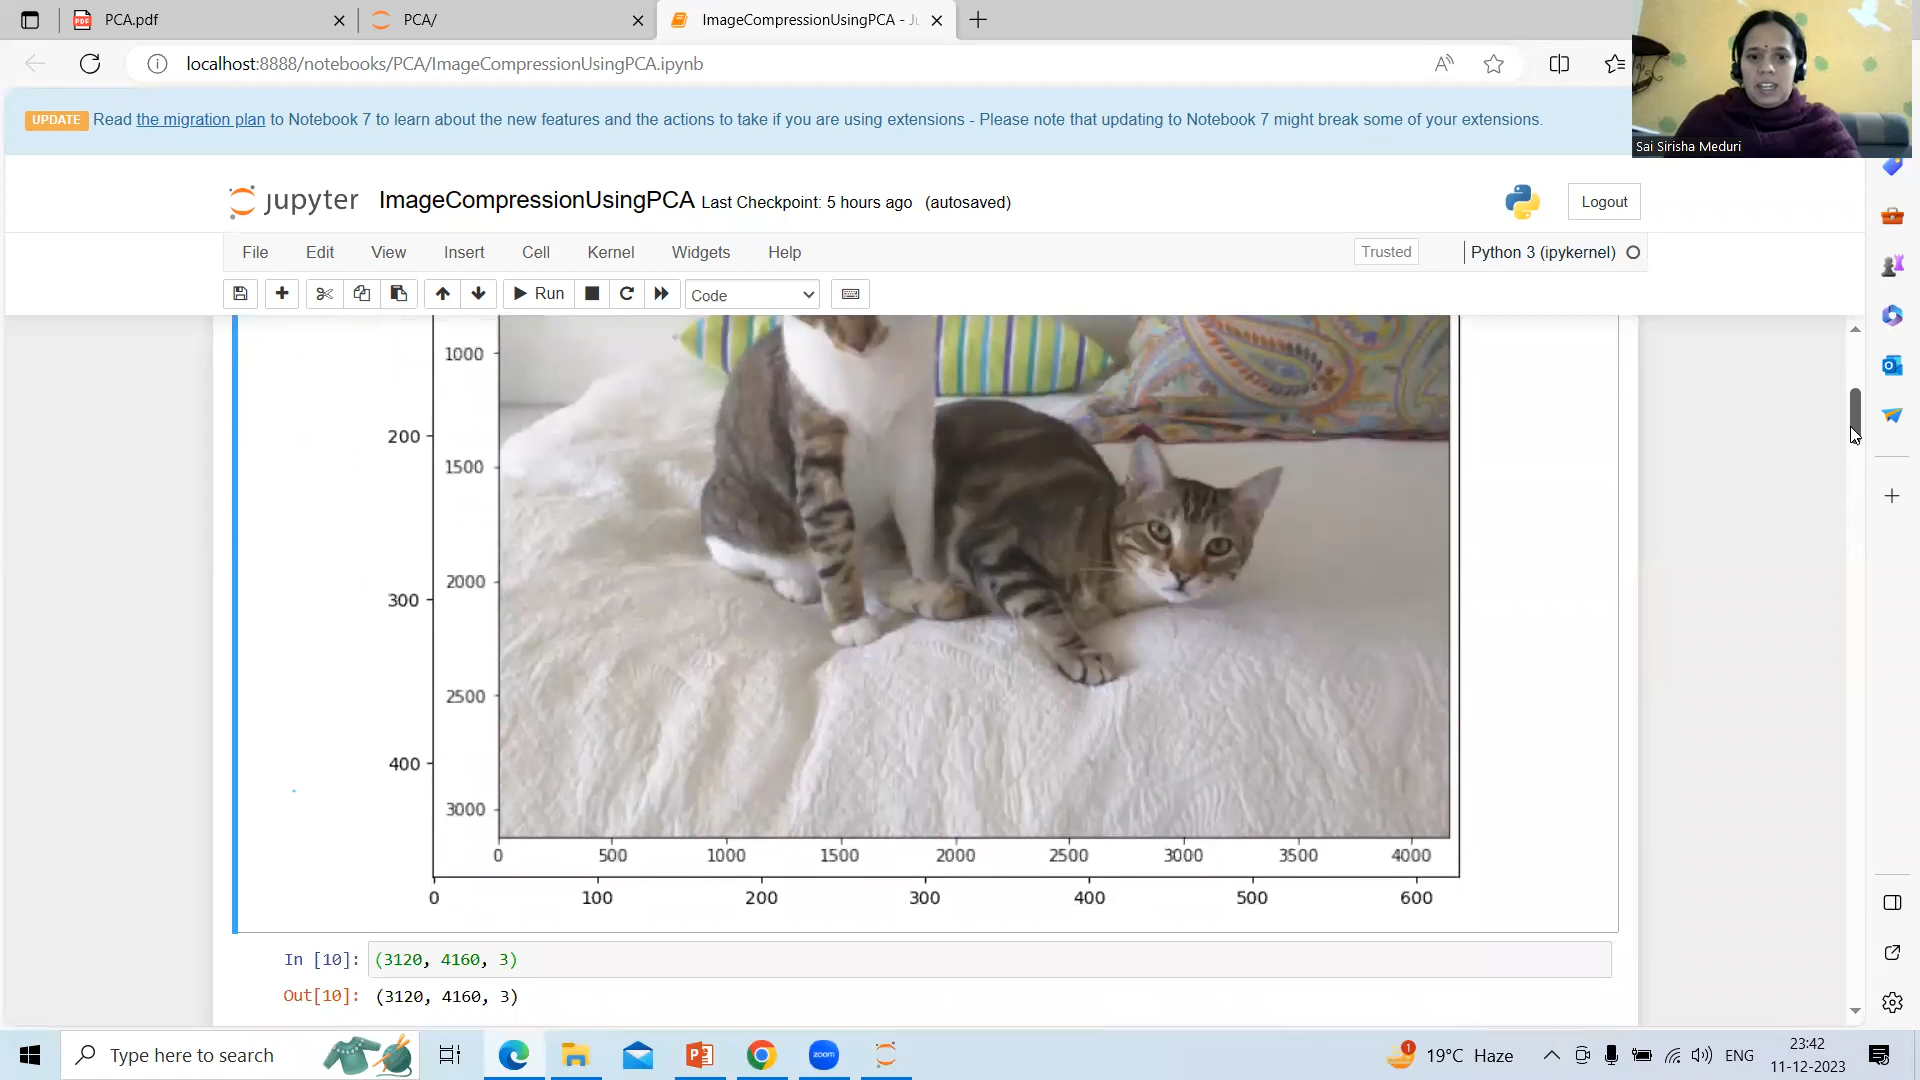 PCA.pdf
PCA/
ImageCompressionUsingPCA - Ju
localhost:8888/notebooks/PCA/ImageCompressionUsingPCA.ipynb
UPDATE Read the migration plan to Notebook 7 to learn about the new features and the actions to take if you are using extensions - Please note that updating to Notebook 7 might break some of your extensions.
Sai Sirisha Meduri
jupyter ImageCompressionUsingPCA Last Checkpoint: 5 hours ago (autosaved)
Logout
File Edit View Insert Cell Kernel Widgets Help
Trusted
Python 3 (ipykernel)
Run
Code
1000
200
1500
2000
300
2500
400
3000
0 500 1000 1500 2000 2500 3000 3500 4000
0 100 200 300 400 500 600
In [10]: (3120, 4160, 3)
Out[10]: (3120, 4160, 3)
Type here to search
zoom
1
19°C Haze
ENG
23:42
11-12-2023